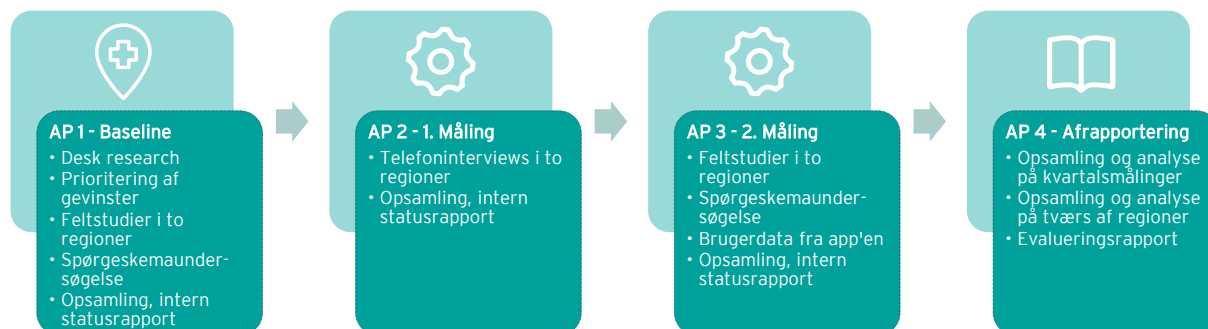 AP 1 - Baseline
• Desk research
• Prioritering af
gevinster
• Feltstudier i to
regioner
• Spørgeskemaunder-
søgelse
• Opsamling, intern
statusrapport
AP 2 - 1. Måling
• Telefoninterviews i to
regioner
• Opsamling, intern
statusrapport
AP 3 - 2. Måling
• Feltstudier i to
regioner
• Spørgeskemaunder-
søgelse
• Brugerdata fra app'en
• Opsamling, intern
statusrapport
AP 4 - Afrapportering
• Opsamling og analyse
på kvartalsmålinger
• Opsamling og analyse
på tværs af regioner
• Evalueringsrapport